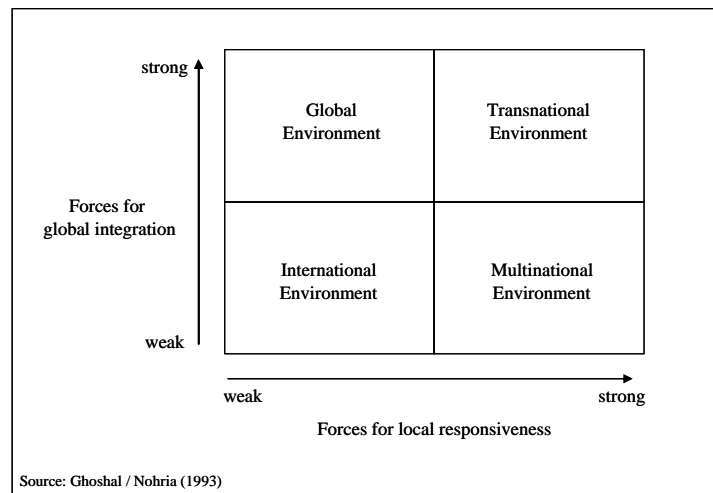 strong
Global
Environment
Transnational
Environment
Forces for
global integration
International
Environment
Multinational
Environment
weak
weak
strong
Forces for local responsiveness
Source: Ghoshal / Nohria (1993)